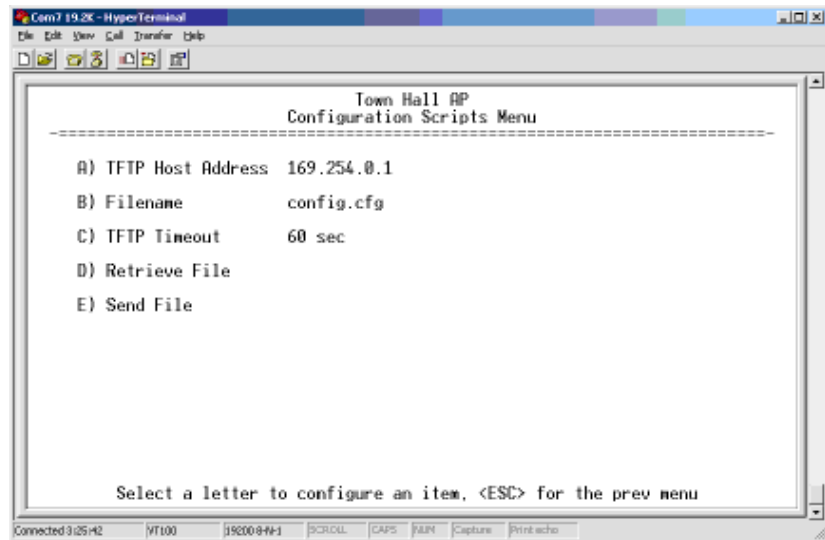 Com7 19.2K - HyperTerminal
File Edit View Call Transfer Help
Town Hall AP
Configuration Scripts Menu
-==========================================================================-
A) TFTP Host Address 169.254.0.1
B) Filename config.cfg
C) TFTP Timeout 60 sec
D) Retrieve File
E) Send File
Select a letter to configure an item, <ESC> for the prev menu
Connected 3:25:42 VT100 19200 8-N-1 SCROLL CAPS NUM Capture Print echo